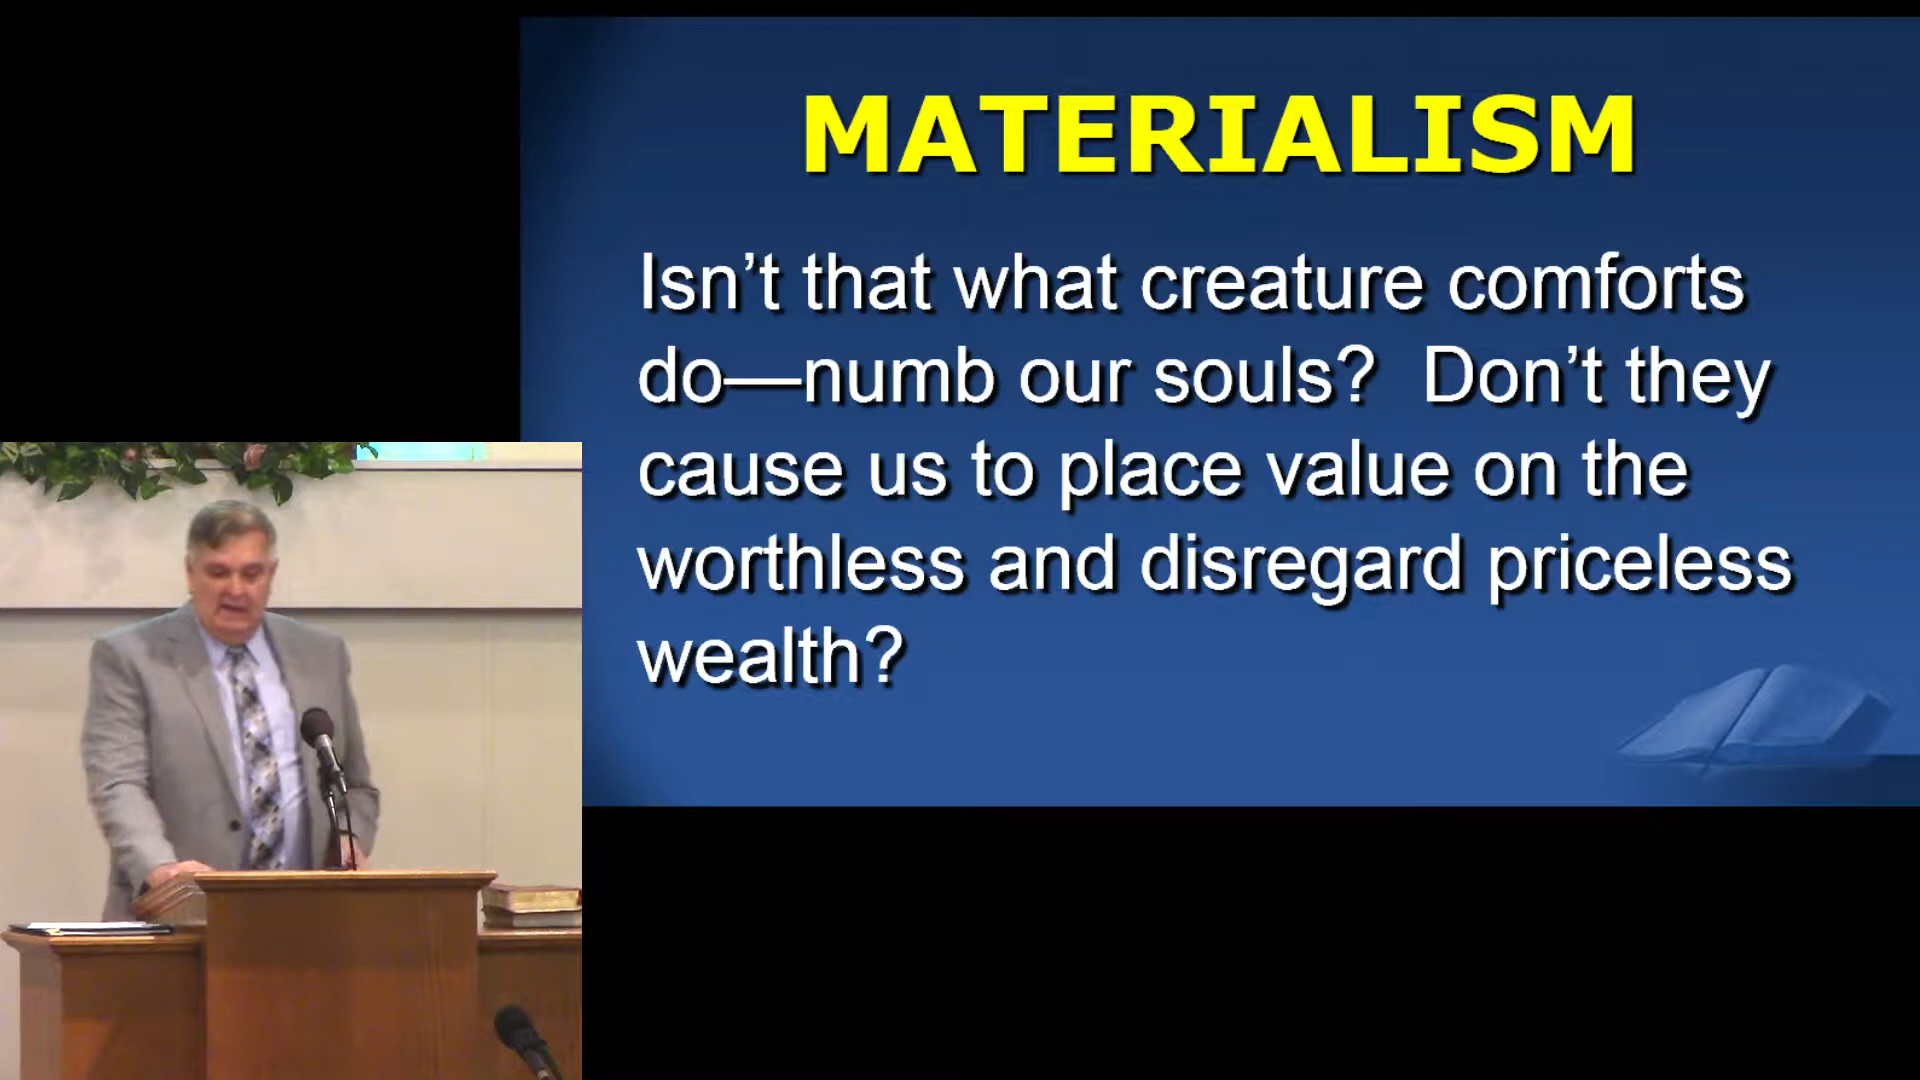 MATERIALISM
Isn’t that what creature comforts
do—numb our souls?  Don’t they
cause us to place value on the
worthless and disregard priceless
wealth?